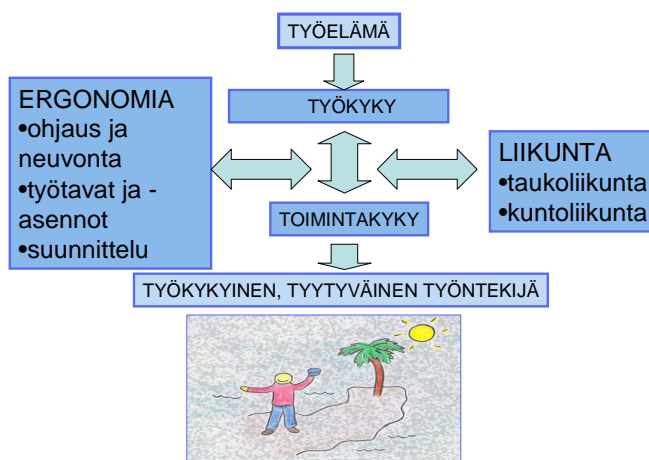 TYÖELÄMÄ
TYÖKYKY
ERGONOMIA
•ohjaus ja
neuvonta
•työtavat ja -
asennot
•suunnittelu
LIIKUNTA
•taukoliikunta
•kuntoliikunta
TOIMINTAKYKY
TYÖKYKYINEN, TYYTYVÄINEN TYÖNTEKIJÄ